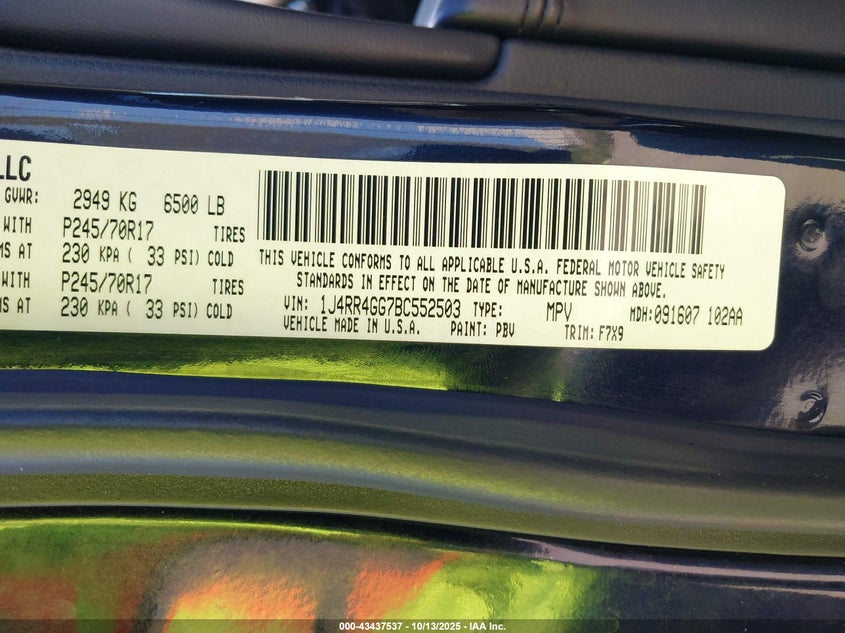 LLC
GVWR: 2949 KG 6500 LB
WITH P245/70R17 TIRES
MS AT 230 KPA ( 33 PSI) COLD
WITH P245/70R17 TIRES
MS AT 230 KPA ( 33 PSI) COLD
THIS VEHICLE CONFORMS TO ALL APPLICABLE U.S.A. FEDERAL MOTOR VEHICLE SAFETY
STANDARDS IN EFFECT ON THE DATE OF MANUFACTURE SHOWN ABOVE.
VIN: 1J4RR4GG7BC552503 TYPE: MPV MDH:091607 102AA
VEHICLE MADE IN U.S.A. PAINT: PBV TRIM: F7X9
000-43437537 - 10/13/2025 - IAA Inc.